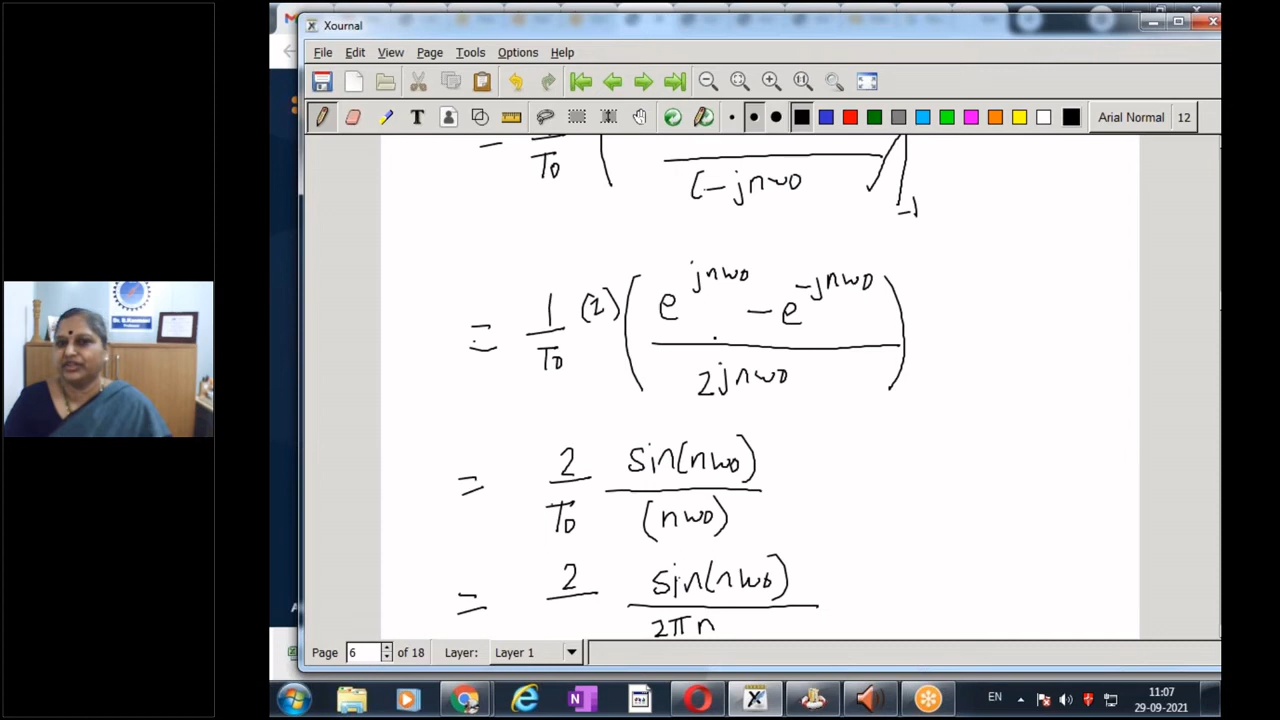 Xournal
File Edit View Page Tools Options Help
Arial Normal 12
T0 (-jnω0 -1
= 1/T0 (2) ( e^jnω0 - e^-jnω0 / 2jnω0 )
= 2/T0 sin(nω0)/(nω0)
= 2 sin(nω0)/2πn
Page 6 of 18 Layer: Layer 1
EN 11:07
29-09-2021